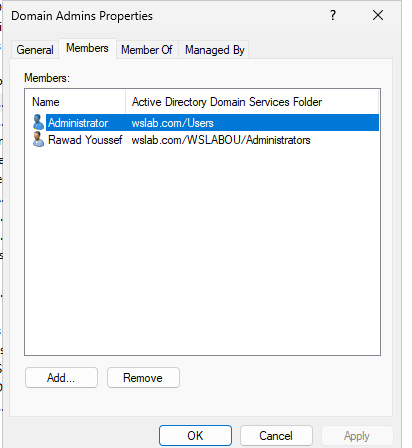 Domain Admins Properties ?
General Members Member Of Managed By
Members:
Name Active Directory Domain Services Folder
Administrator wslab.com/Users
Rawad Youssef wslab.com/WSLABOU/Administrators
Add... Remove
OK Cancel Apply